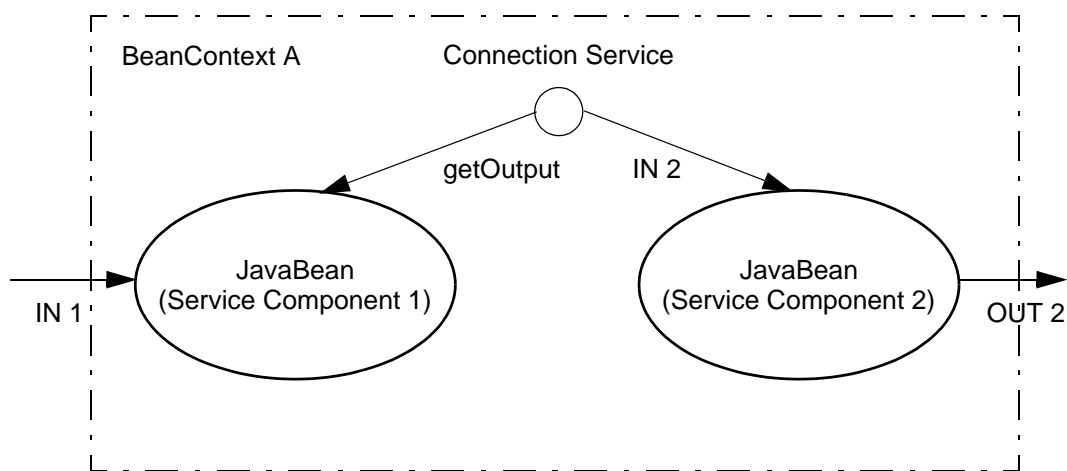 BeanContext A
Connection Service
getOutput
IN 2
JavaBean
(Service Component 1)
JavaBean
(Service Component 2)
IN 1
OUT 2